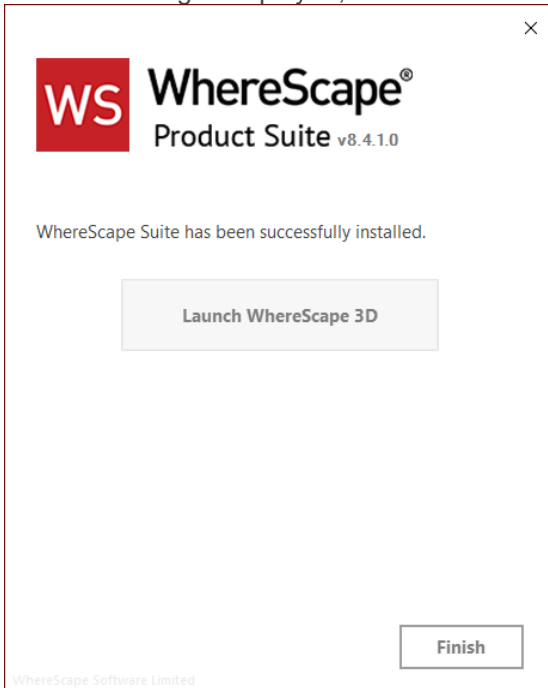 WS WhereScape®
Product Suite v8.4.1.0
WhereScape Suite has been successfully installed.
Launch WhereScape 3D
Finish
WhereScape Software Limited